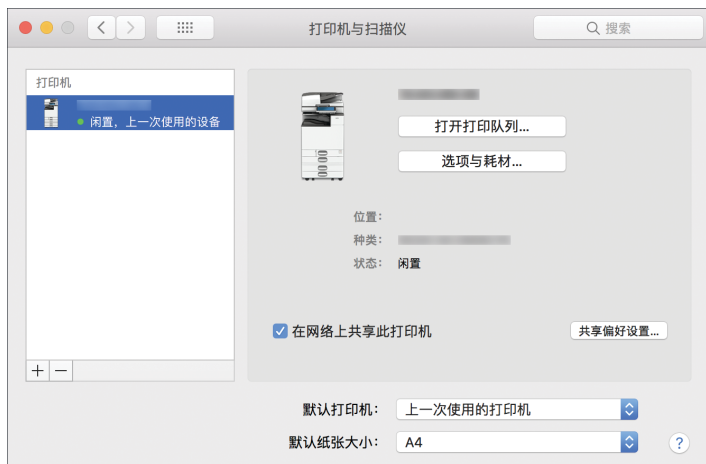 打印机与扫描仪
搜索
打印机
闲置，上一次使用的设备
打开打印队列...
选项与耗材...
位置：
种类：
状态： 闲置
在网络上共享此打印机
共享偏好设置...
+ −
默认打印机： 上一次使用的打印机
默认纸张大小： A4
?